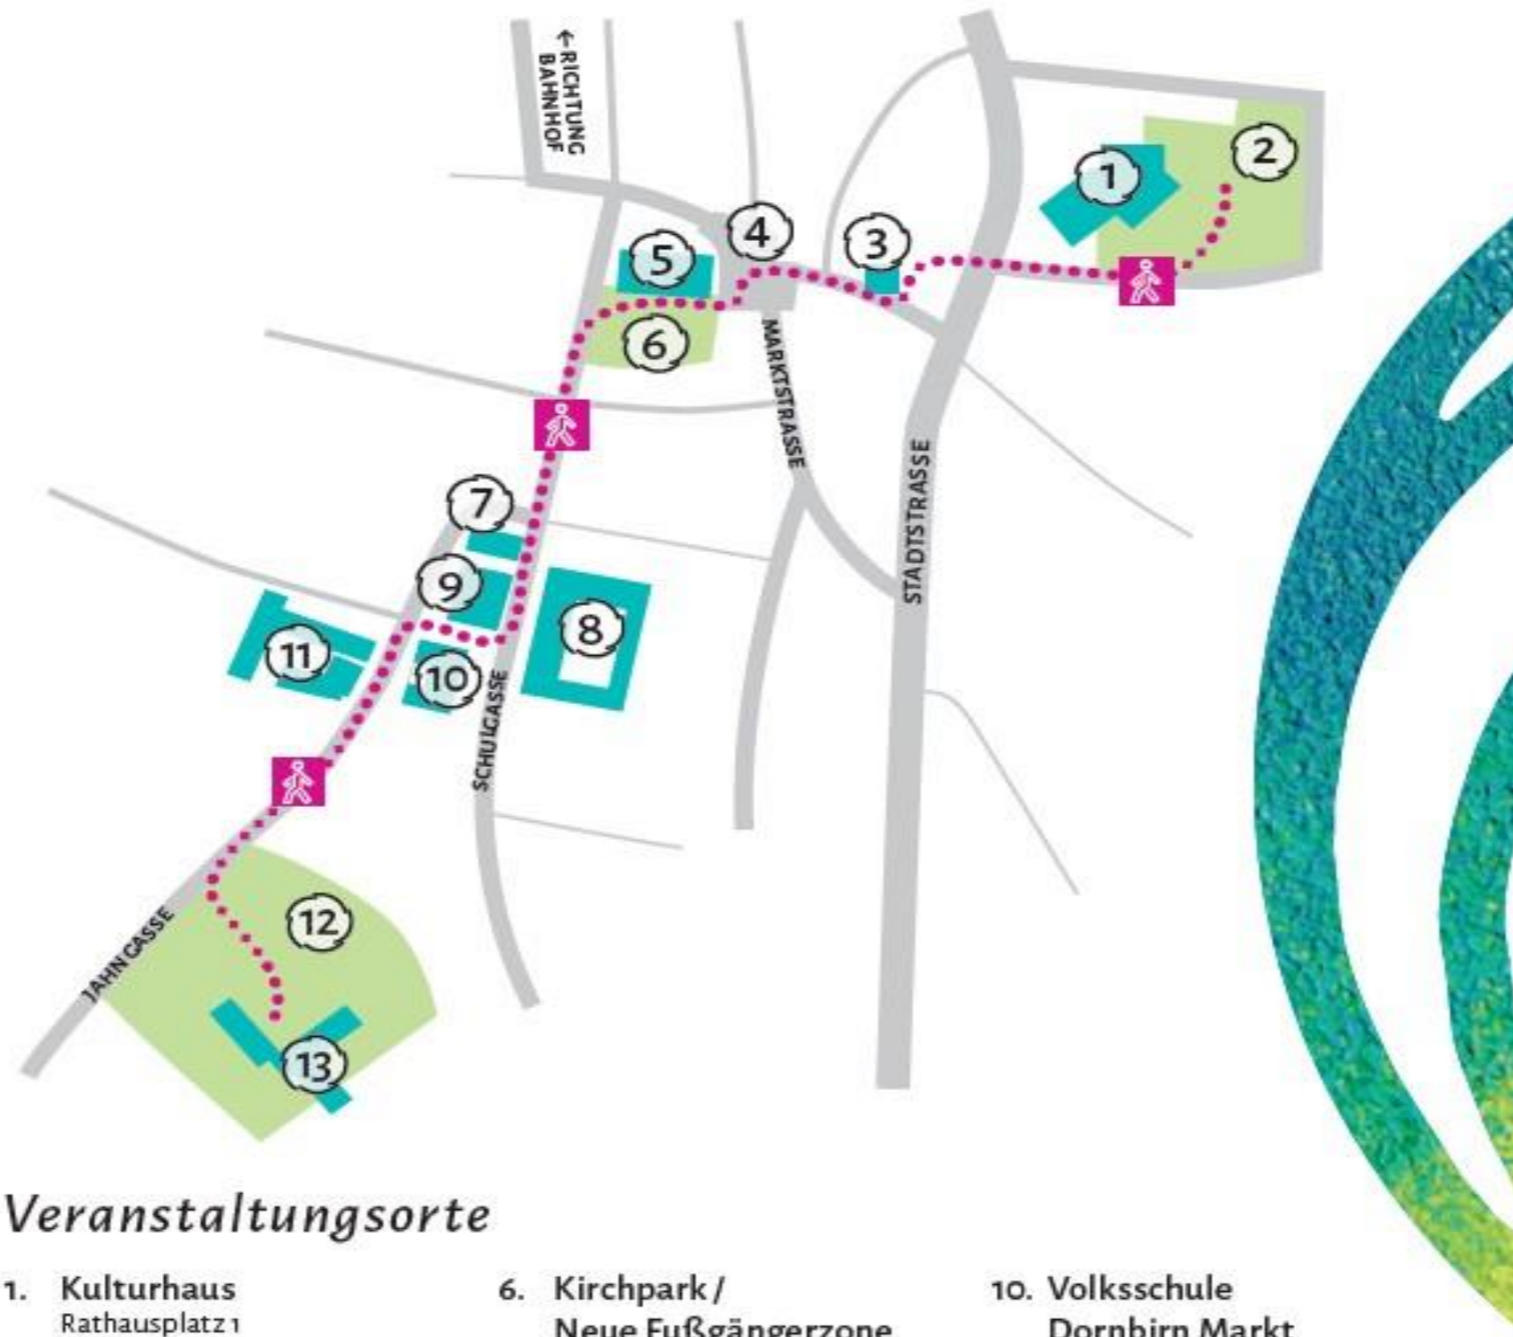 ←RICHTUNG
BAHNHOF
1
2
3
4
5
6
MARKTSTRASSE
STADTSTRASSE
7
8
9
10
11
SCHULGASSE
12
JAHNGASSE
13
Veranstaltungsorte
1. Kulturhaus
Rathausplatz 1
6. Kirchpark /
Neue Fußgängerzone
10. Volksschule
Dornbirn Markt